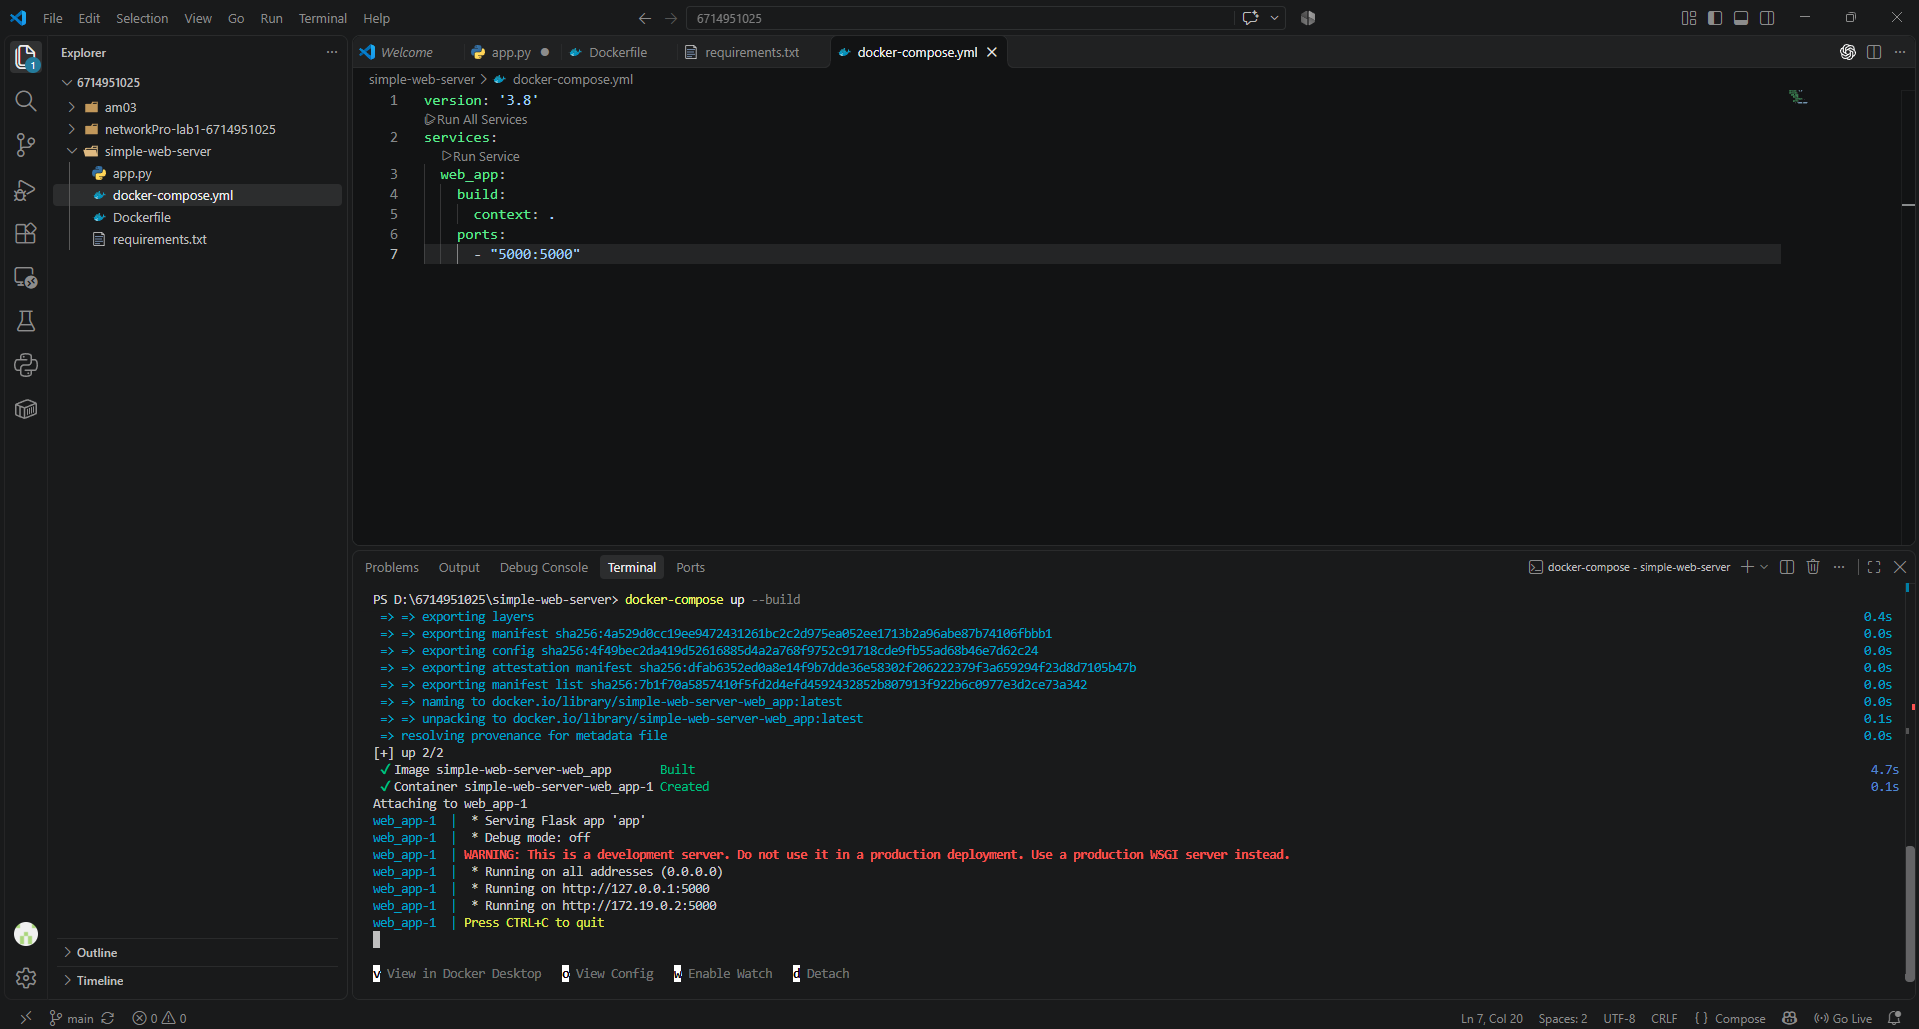 File Edit Selection View Go Run Terminal Help
6714951025
Explorer
1
6714951025
am03
networkPro-lab1-6714951025
simple-web-server
app.py
docker-compose.yml
Dockerfile
requirements.txt
Outline
Timeline
Welcome app.py Dockerfile requirements.txt docker-compose.yml
simple-web-server > docker-compose.yml
1 version: '3.8'
Run All Services
2 services:
Run Service
3 web_app:
4 build:
5 context: .
6 ports:
7 - "5000:5000"
Problems Output Debug Console Terminal Ports
docker-compose - simple-web-server
PS D:\6714951025\simple-web-server> docker-compose up --build
=> => exporting layers 0.4s
=> => exporting manifest sha256:4a529d0cc19ee9472431261bc2c2d975ea052ee1713b2a96abe87b74106fbbb1 0.0s
=> => exporting config sha256:4f49bec2da419d52616885d4a2a768f9752c91718cde9fb55ad68b46e7d62c24 0.0s
=> => exporting attestation manifest sha256:dfab6352ed0a8e14f9b7dde36e58302f206222379f3a659294f23d8d7105b47b 0.0s
=> => exporting manifest list sha256:7b1f70a5857410f5fd2d4efd4592432852b807913f922b6c0977e3d2ce73a342 0.0s
=> => naming to docker.io/library/simple-web-server-web_app:latest 0.0s
=> => unpacking to docker.io/library/simple-web-server-web_app:latest 0.1s
=> resolving provenance for metadata file 0.0s
[+] up 2/2
✔ Image simple-web-server-web_app Built 4.7s
✔ Container simple-web-server-web_app-1 Created 0.1s
Attaching to web_app-1
web_app-1 | * Serving Flask app 'app'
web_app-1 | * Debug mode: off
web_app-1 | WARNING: This is a development server. Do not use it in a production deployment. Use a production WSGI server instead.
web_app-1 | * Running on all addresses (0.0.0.0)
web_app-1 | * Running on http://127.0.0.1:5000
web_app-1 | * Running on http://172.19.0.2:5000
web_app-1 | Press CTRL+C to quit
v View in Docker Desktop o View Config w Enable Watch d Detach
main 0 0 Ln 7, Col 20 Spaces: 2 UTF-8 CRLF { } Compose Go Live